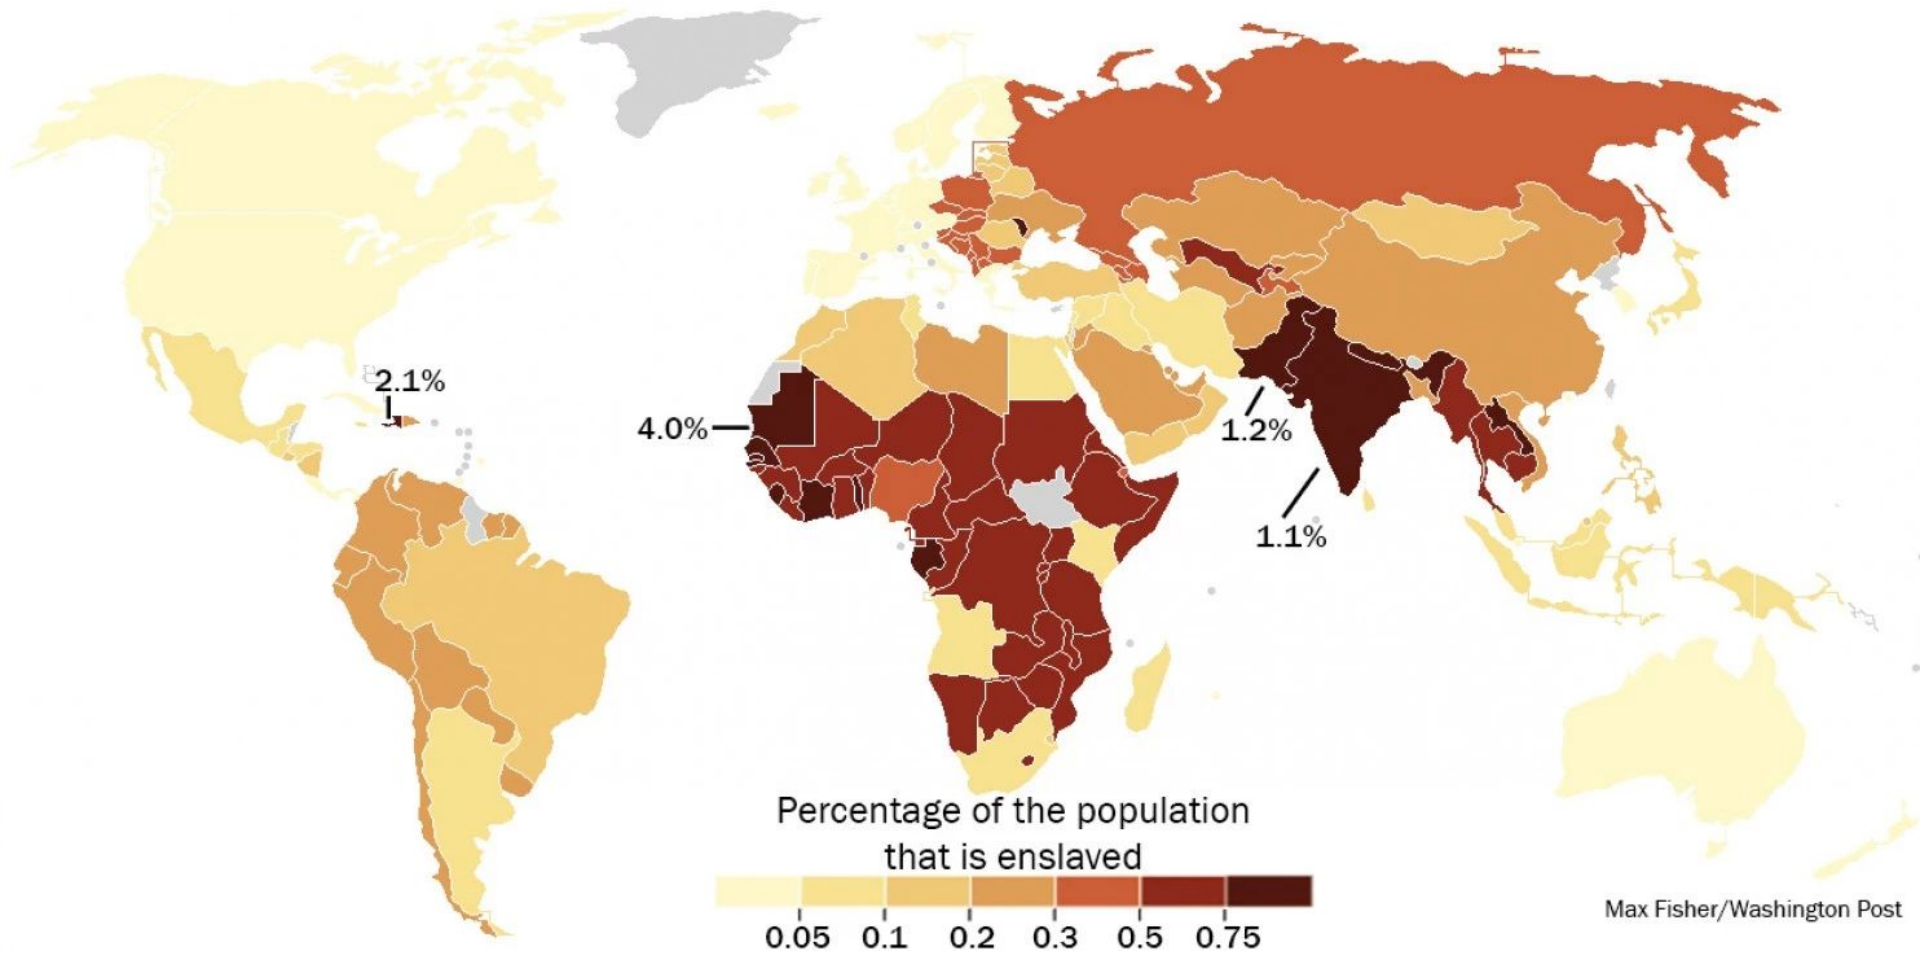 2.1%
4.0%
1.2%
1.1%
Percentage of the population
that is enslaved
0.05 0.1 0.2 0.3 0.5 0.75
Max Fisher/Washington Post